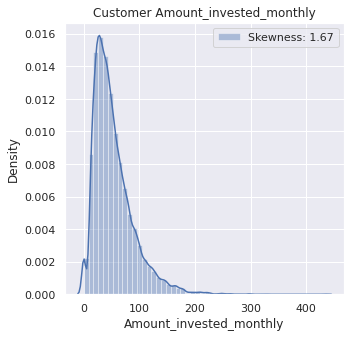 Customer Amount_invested_monthly
Skewness: 1.67
Density
0.016
0.014
0.012
0.010
0.008
0.006
0.004
0.002
0.000
0 100 200 300 400
Amount_invested_monthly